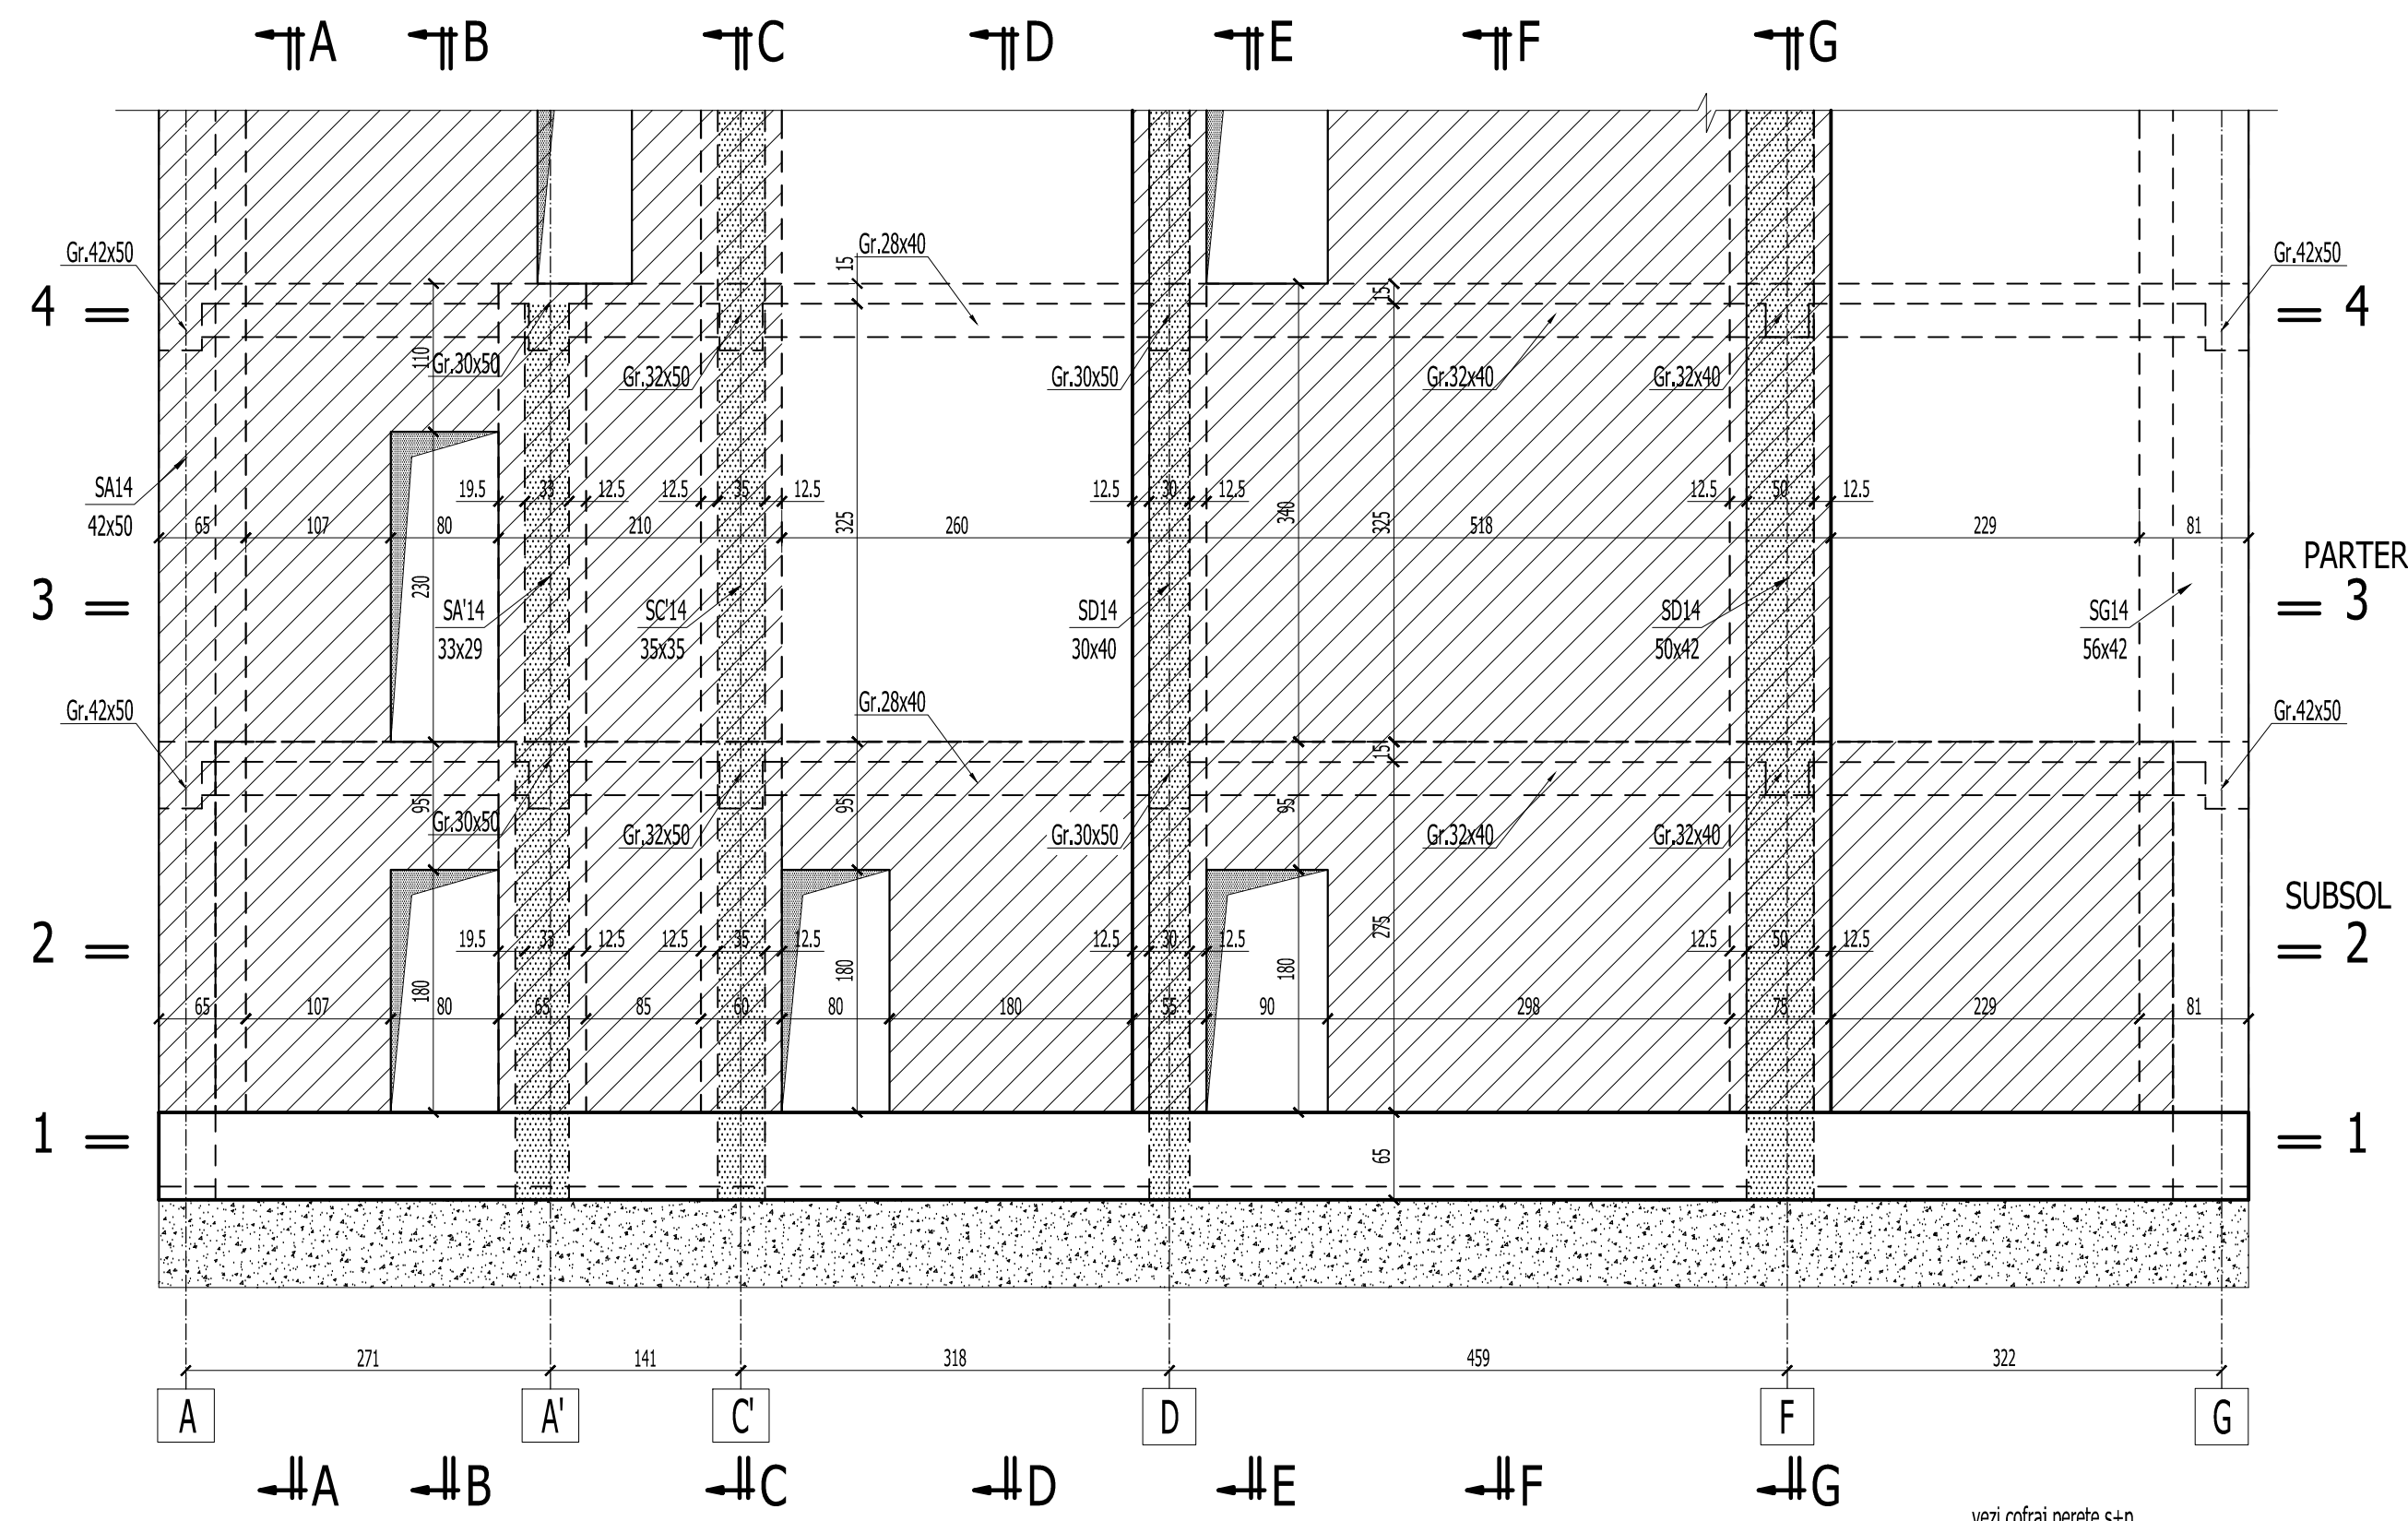 A B C D E F G
Gr.42x50 Gr.28x40 15 15 Gr.42x50
4 4
110 Gr.30x50 Gr.32x50 Gr.30x50 Gr.32x40 Gr.32x40
SA14
42x50
19.5 33 12.5 12.5 35 12.5 12.5 30 12.5 12.5 50 12.5
65 107 80 210 325 260 340 325 518 229 81
PARTER
3 230 3
SA'14 SC'14 SD14 SD14 SG14
33x29 35x35 30x40 50x42 56x42
Gr.42x50 Gr.28x40 15 Gr.42x50
95 95 95
Gr.30x50 Gr.32x50 Gr.30x50 Gr.32x40 Gr.32x40
SUBSOL
2 2
19.5 33 12.5 12.5 35 12.5 12.5 30 12.5 275 12.5 50 12.5
180 180 180
65 107 80 65 85 60 80 180 55 90 298 75 229 81
1 65 1
271 141 318 459 322
A A' C' D F G
A B C D E F G
vezi cofraj perete s+p